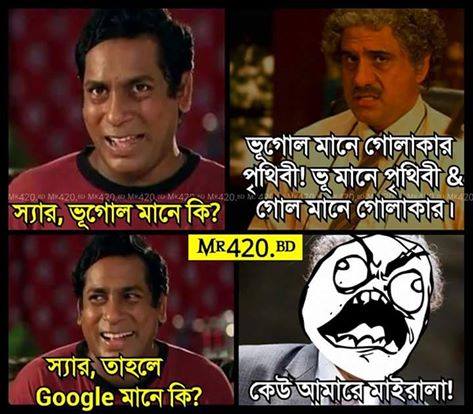 স্যার, ভূগোল মানে কি?
ভূগোল মানে গোলাকার
পৃথিবী! ভূ মানে পৃথিবী &
গোল মানে গোলাকার।
MR420.BD
স্যার, তাহলে
Google মানে কি?
কেউ আমারে মাইরালা!